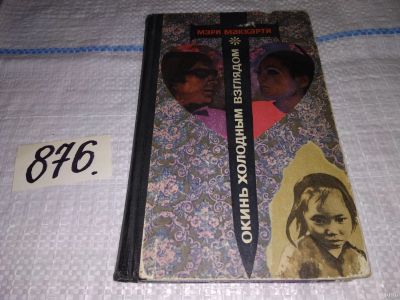 МЭРИ МАККАРТИ
ОКИНЬ ХОЛОДНЫМ ВЗГЛЯДОМ
876.